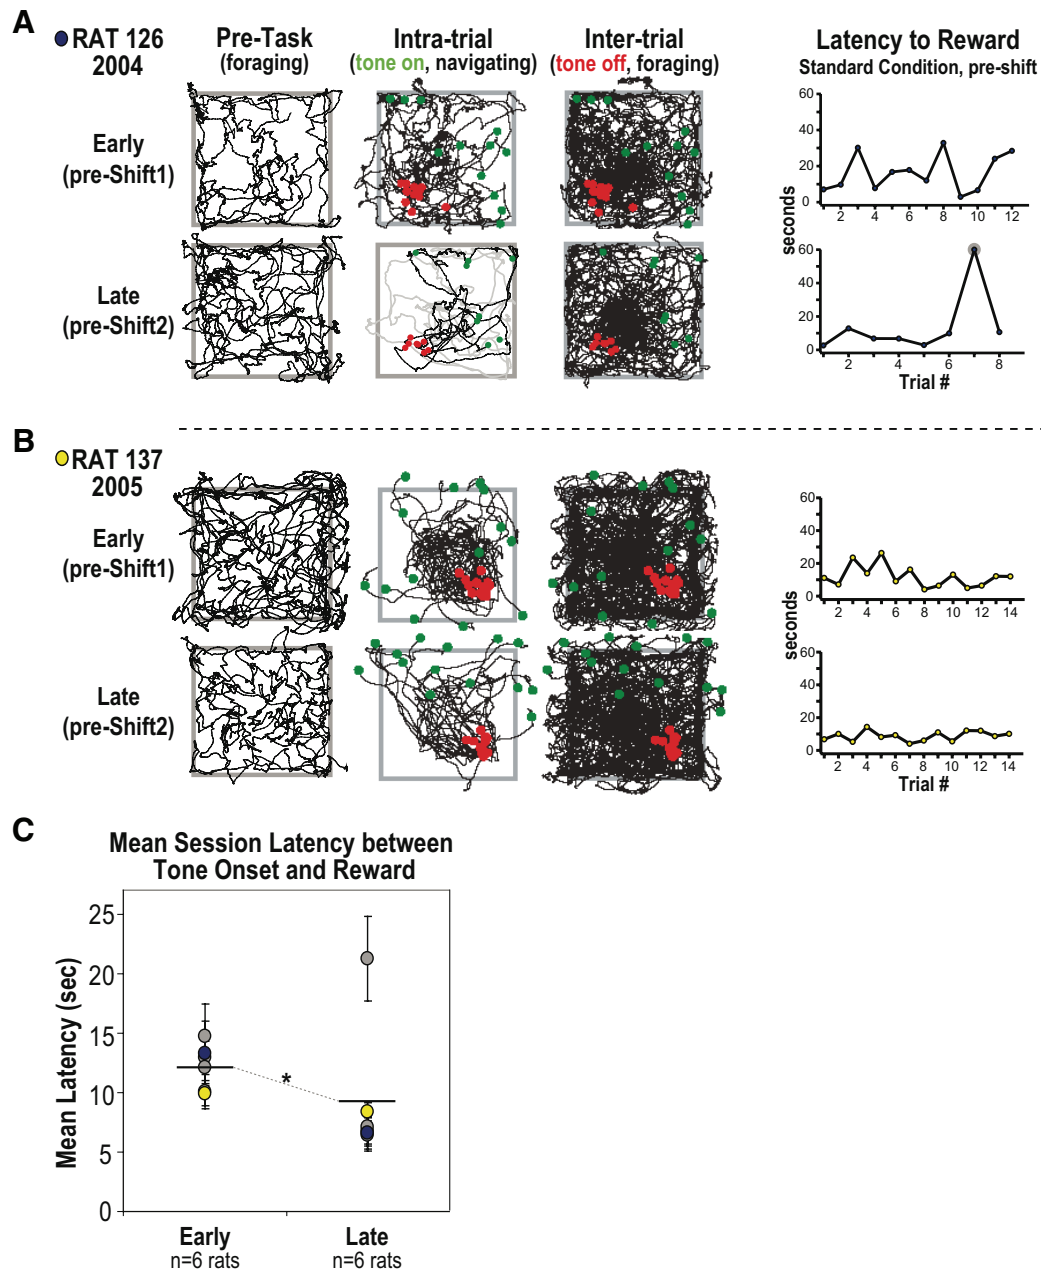 A
RAT 126
2004
Pre-Task
(foraging)
Intra-trial
(tone on, navigating)
Inter-trial
(tone off, foraging)
Latency to Reward
Standard Condition, pre-shift
Early
(pre-Shift1)
60
40
20
0
2 4 6 8 10 12
seconds
Late
(pre-Shift2)
60
40
20
0
2 4 6 8
Trial #
B
RAT 137
2005
Early
(pre-Shift1)
60
40
20
0
2 4 6 8 10 12 14
seconds
Late
(pre-Shift2)
60
40
20
0
2 4 6 8 10 12 14
Trial #
C
Mean Session Latency between
Tone Onset and Reward
Mean Latency (sec)
25
20
15
10
5
0
*
Early
n=6 rats
Late
n=6 rats